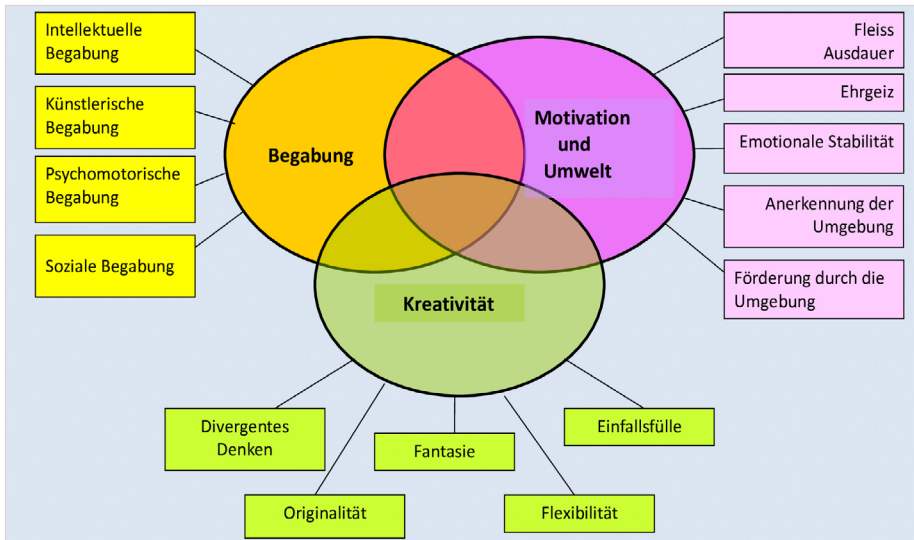 Intellektuelle
Begabung
Künstlerische
Begabung
Psychomotorische
Begabung
Soziale Begabung
Begabung
Motivation
und
Umwelt
Kreativität
Fleiss
Ausdauer
Ehrgeiz
Emotionale Stabilität
Anerkennung der
Umgebung
Förderung durch die
Umgebung
Divergentes
Denken
Originalität
Fantasie
Flexibilität
Einfallsfülle